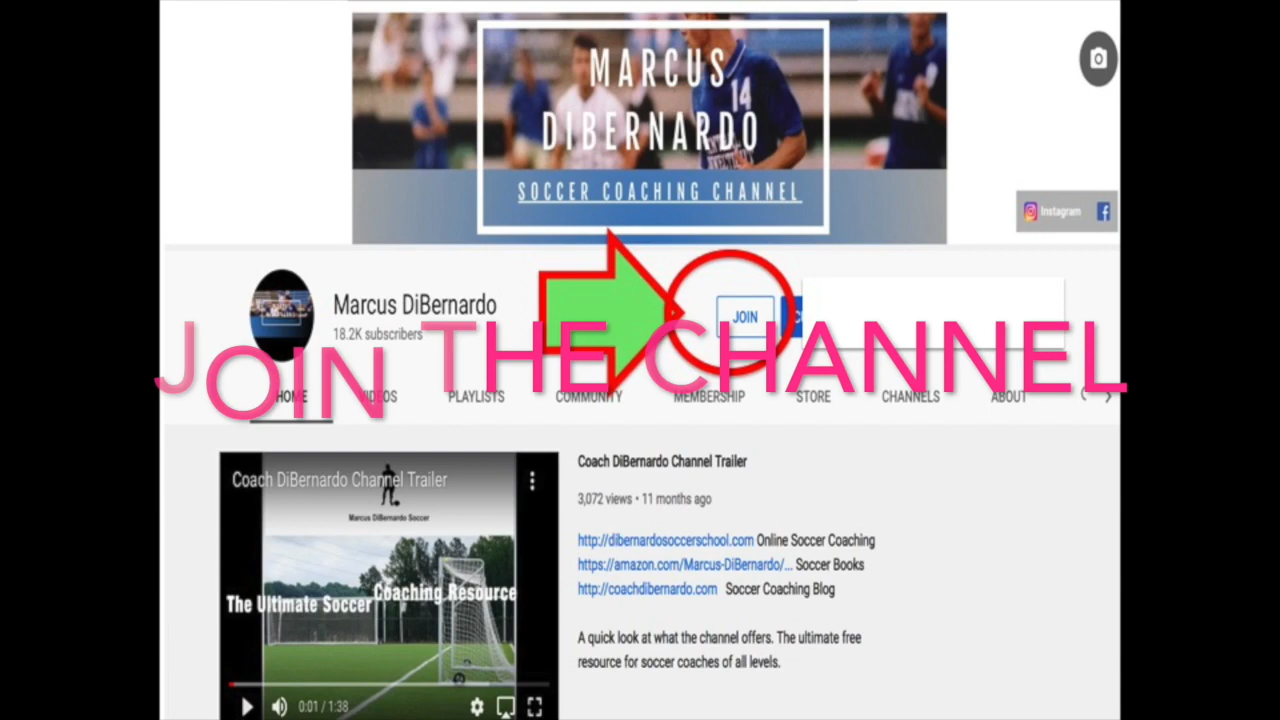 MARCUS
DIBERNARDO
SOCCER COACHING CHANNEL
14
Instagram
Marcus DiBernardo
18.2K subscribers
JOIN
JOIN THE CHANNEL
HOME VIDEOS PLAYLISTS COMMUNITY MEMBERSHIP STORE CHANNELS ABOUT
Coach DiBernardo Channel Trailer
Marcus DiBernardo Soccer
The Ultimate Soccer Coaching Resource
0:01 / 1:38
Coach DiBernardo Channel Trailer
3,072 views • 11 months ago
http://dibernardosoccerschool.com Online Soccer Coaching
https://amazon.com/Marcus-DiBernardo/... Soccer Books
http://coachdibernardo.com Soccer Coaching Blog
A quick look at what the channel offers. The ultimate free
resource for soccer coaches of all levels.